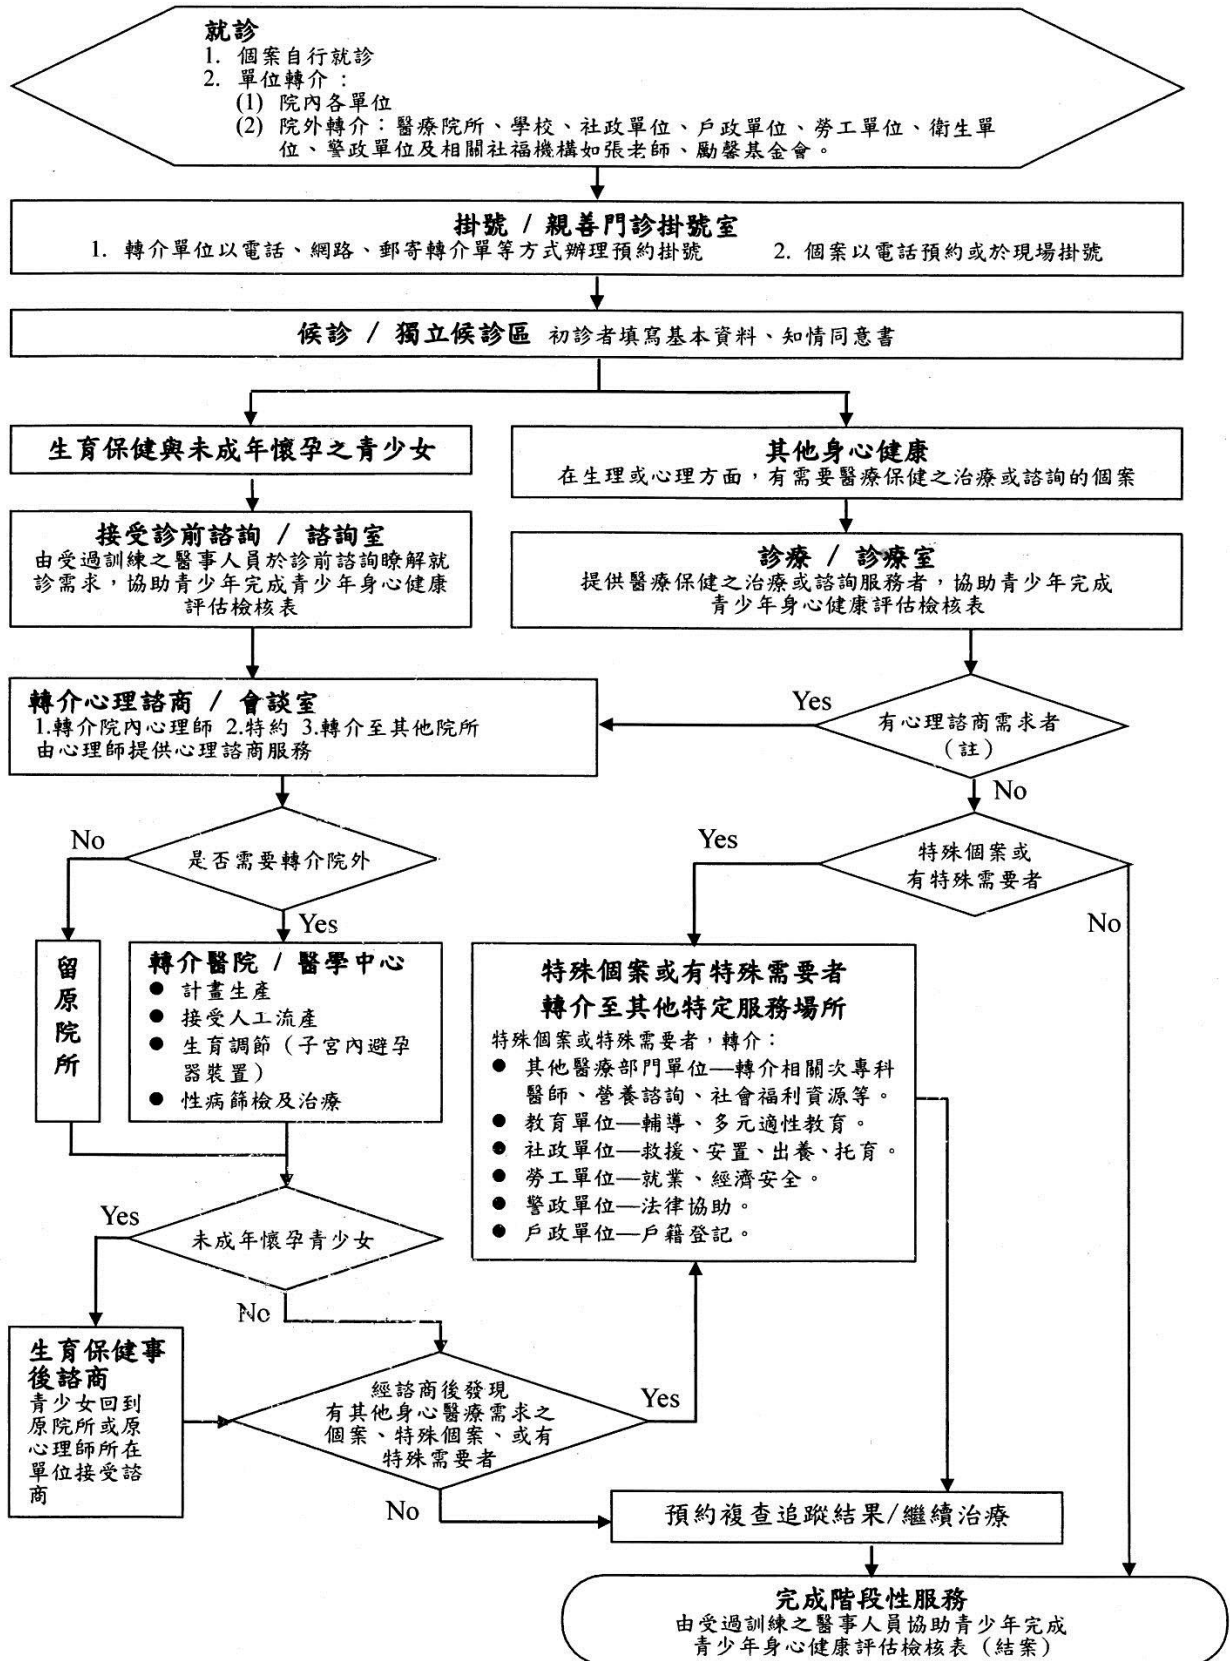 就診
1. 個案自行就診
2. 單位轉介：
(1) 院內各單位
(2) 院外轉介：醫療院所、學校、社政單位、戶政單位、勞工單位、衛生單
位、警政單位及相關社福機構如張老師、勵馨基金會。
掛號 / 親善門診掛號室
1. 轉介單位以電話、網路、郵寄轉介單等方式辦理預約掛號 2. 個案以電話預約或於現場掛號
候診 / 獨立候診區 初診者填寫基本資料、知情同意書
生育保健與未成年懷孕之青少女
其他身心健康
在生理或心理方面，有需要醫療保健之治療或諮詢的個案
接受診前諮詢 / 諮詢室
由受過訓練之醫事人員於診前諮詢瞭解就
診需求，協助青少年完成青少年身心健康
評估檢核表
診療 / 診療室
提供醫療保健之治療或諮詢服務者，協助青少年完成
青少年身心健康評估檢核表
轉介心理諮商 / 會談室
1.轉介院內心理師 2.特約 3.轉介至其他院所
由心理師提供心理諮商服務
Yes
有心理諮商需求者
（註）
No
No
是否需要轉介院外
Yes
Yes
特殊個案或
有特殊需要者
No
留
原
院
所
轉介醫院 / 醫學中心
● 計畫生產
● 接受人工流產
● 生育調節（子宮內避孕
器裝置）
● 性病篩檢及治療
特殊個案或有特殊需要者
轉介至其他特定服務場所
特殊個案或特殊需要者，轉介：
● 其他醫療部門單位—轉介相關次專科
醫師、營養諮詢、社會福利資源等。
● 教育單位—輔導、多元適性教育。
● 社政單位—救援、安置、出養、托育。
● 勞工單位—就業、經濟安全。
● 警政單位—法律協助。
● 戶政單位—戶籍登記。
Yes
未成年懷孕青少女
No
生育保健事
後諮商
青少女回到
原院所或原
心理師所在
單位接受諮
商
經諮商後發現
有其他身心醫療需求之
個案、特殊個案、或有
特殊需要者
Yes
No
預約複查追蹤結果/繼續治療
完成階段性服務
由受過訓練之醫事人員協助青少年完成
青少年身心健康評估檢核表（結案）